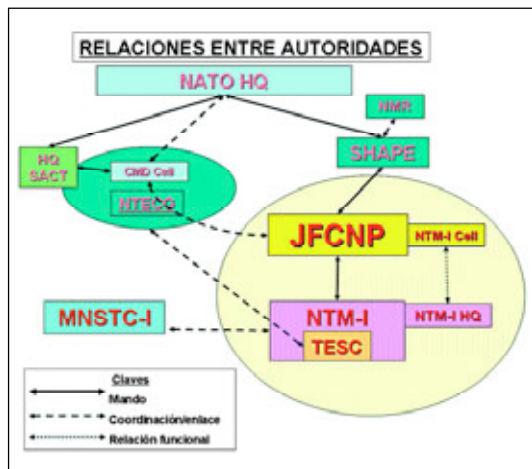 RELACIONES ENTRE AUTORIDADES
NATO HQ
NMR
HQ
SACT
CMD Cell
SHAPE
NTECG
JFCNP
NTM-I Cell
MNSTC-I
NTM-I
NTM-I HQ
TESC
Claves
Mando
Coordinación/enlace
Relación funcional